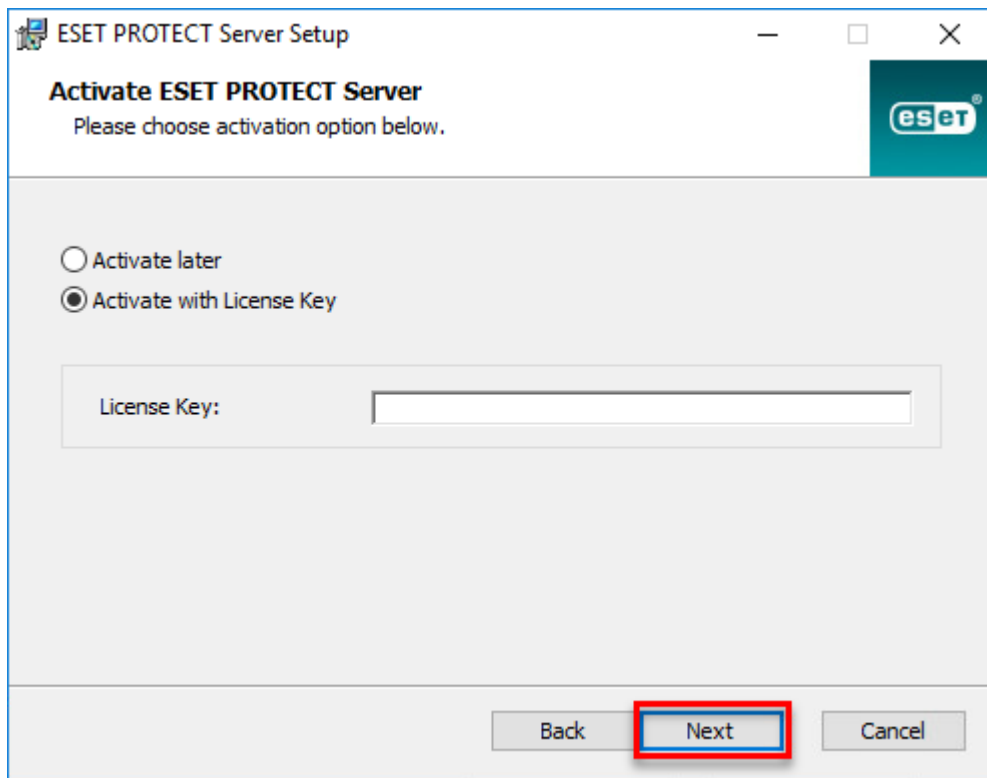 ESET PROTECT Server Setup
Activate ESET PROTECT Server
Please choose activation option below.
eset®
Activate later
Activate with License Key
License Key:
Back
Next
Cancel